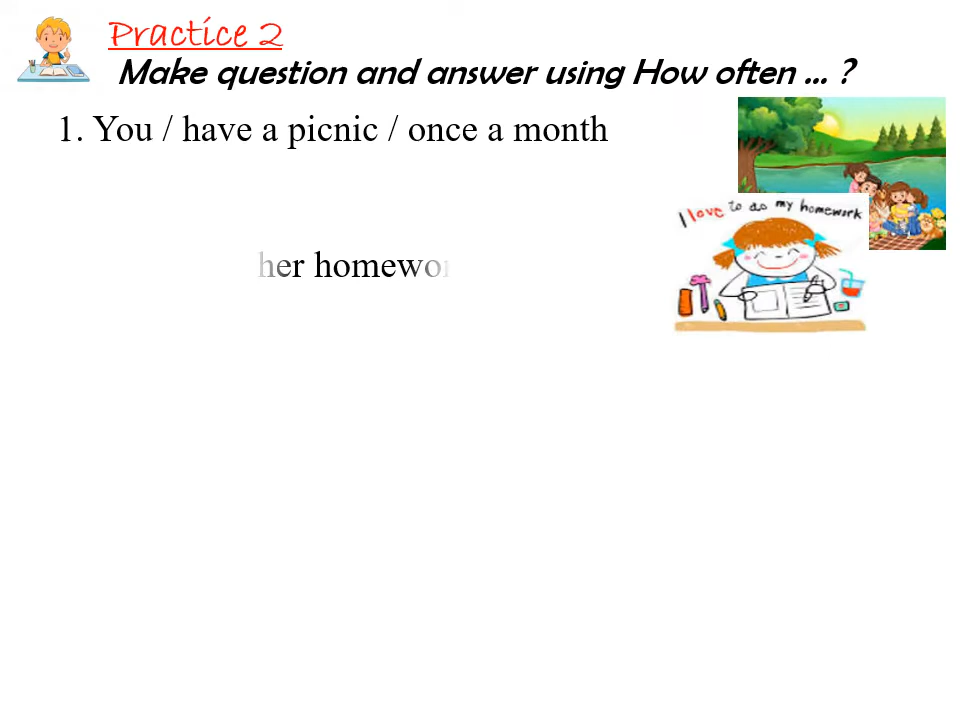 Practice 2
Make question and answer using How often ... ?
1. You / have a picnic / once a month
I love to do my homework
her